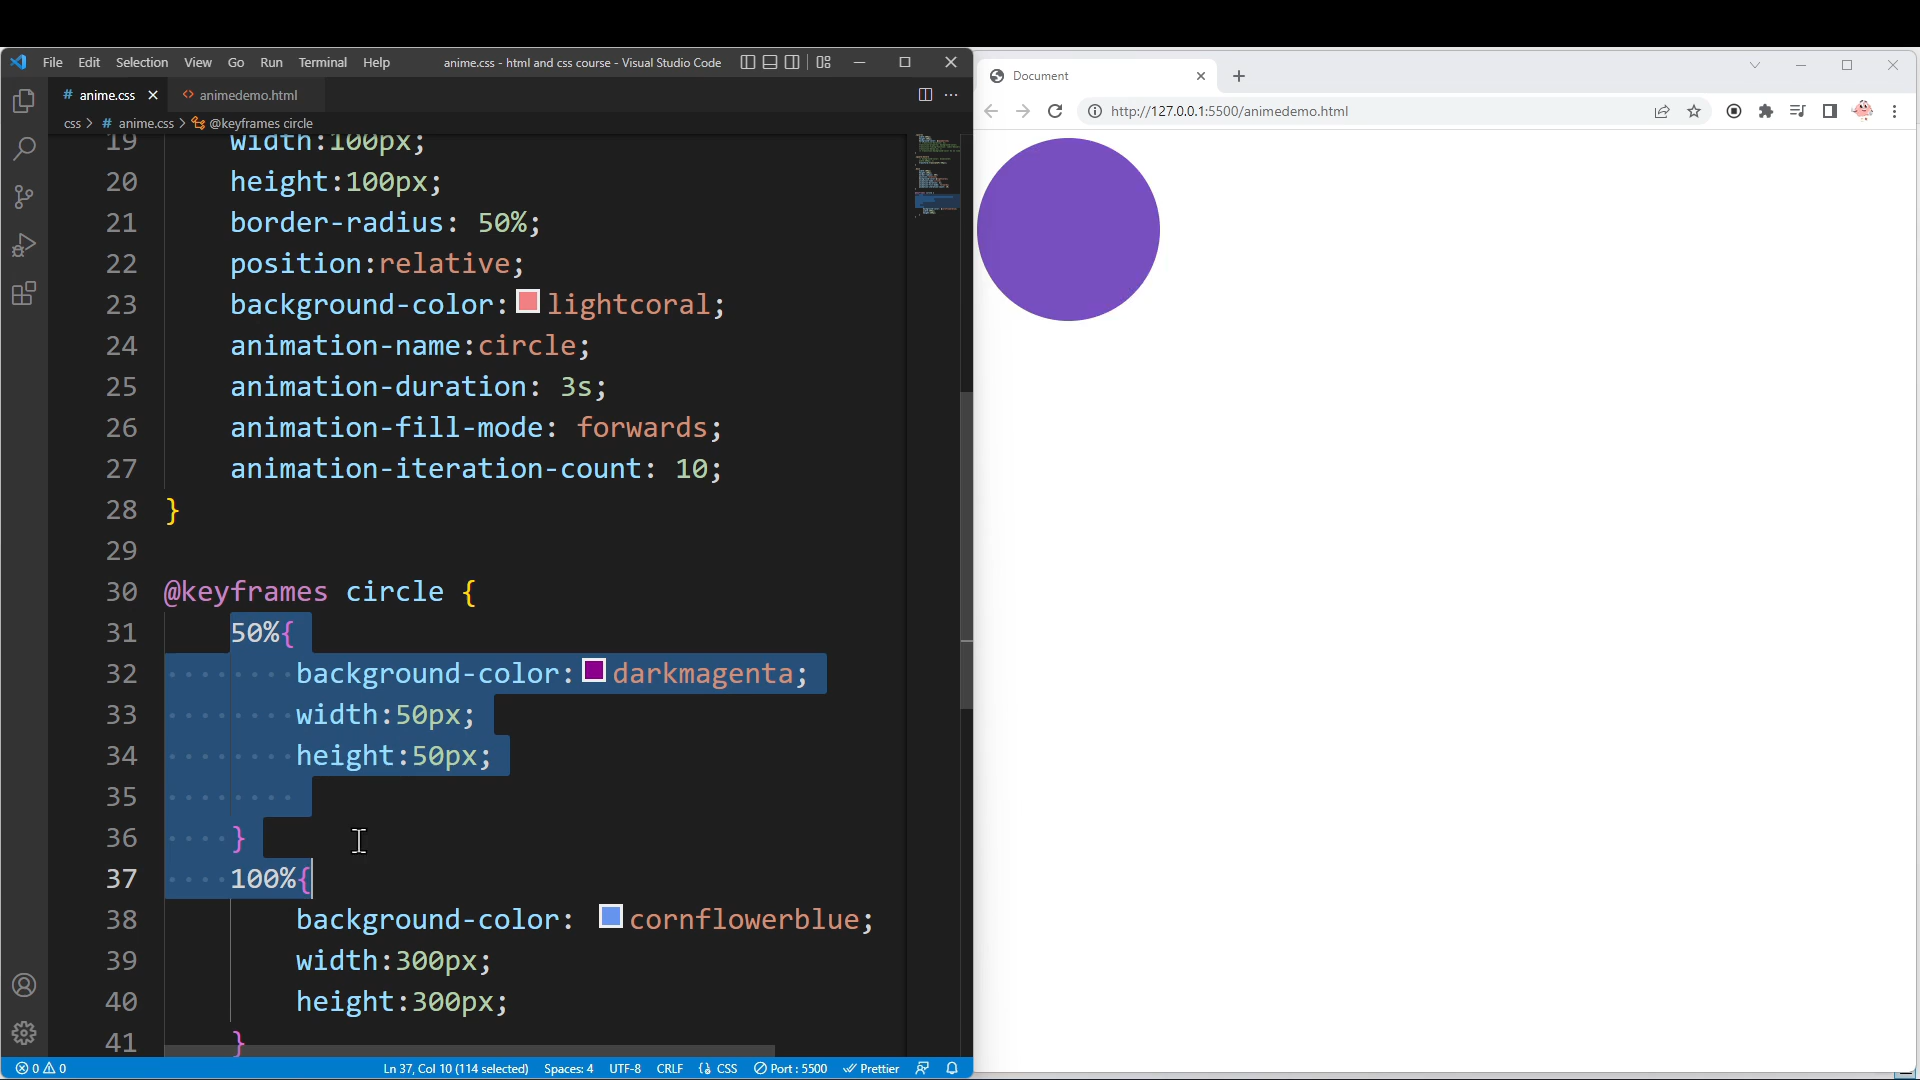 File Edit Selection View Go Run Terminal Help anime.css - html and css course - Visual Studio Code
# anime.css <> animedemo.html
css > # anime.css > @keyframes circle
19 width:100px;
20 height:100px;
21 border-radius: 50%;
22 position:relative;
23 background-color:lightcoral;
24 animation-name:circle;
25 animation-duration: 3s;
26 animation-fill-mode: forwards;
27 animation-iteration-count: 10;
28 }
29
30 @keyframes circle {
31 50%{
32 background-color:darkmagenta;
33 width:50px;
34 height:50px;
35
36 }
37 100%{
38 background-color: cornflowerblue;
39 width:300px;
40 height:300px;
41 }
0 0 Ln 37, Col 10 (114 selected) Spaces: 4 UTF-8 CRLF {} CSS Port : 5500 Prettier
Document
http://127.0.0.1:5500/animedemo.html